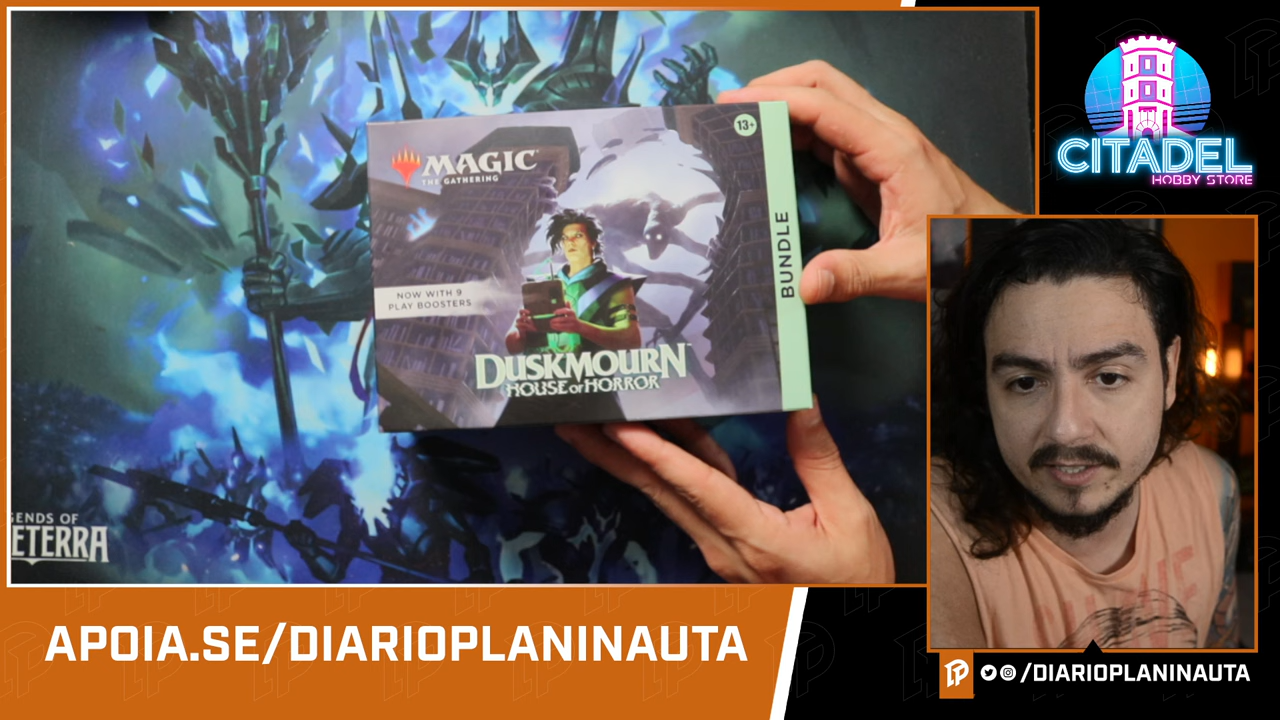 MAGIC
THE GATHERING
13+
NOW WITH 9
PLAY BOOSTERS
BUNDLE
DUSKMOURN
HOUSE OF HORROR
ENDS OF
ETERRA
CITADEL
HOBBY STORE
APOIA.SE/DIARIOPLANINAUTA
/DIARIOPLANINAUTA